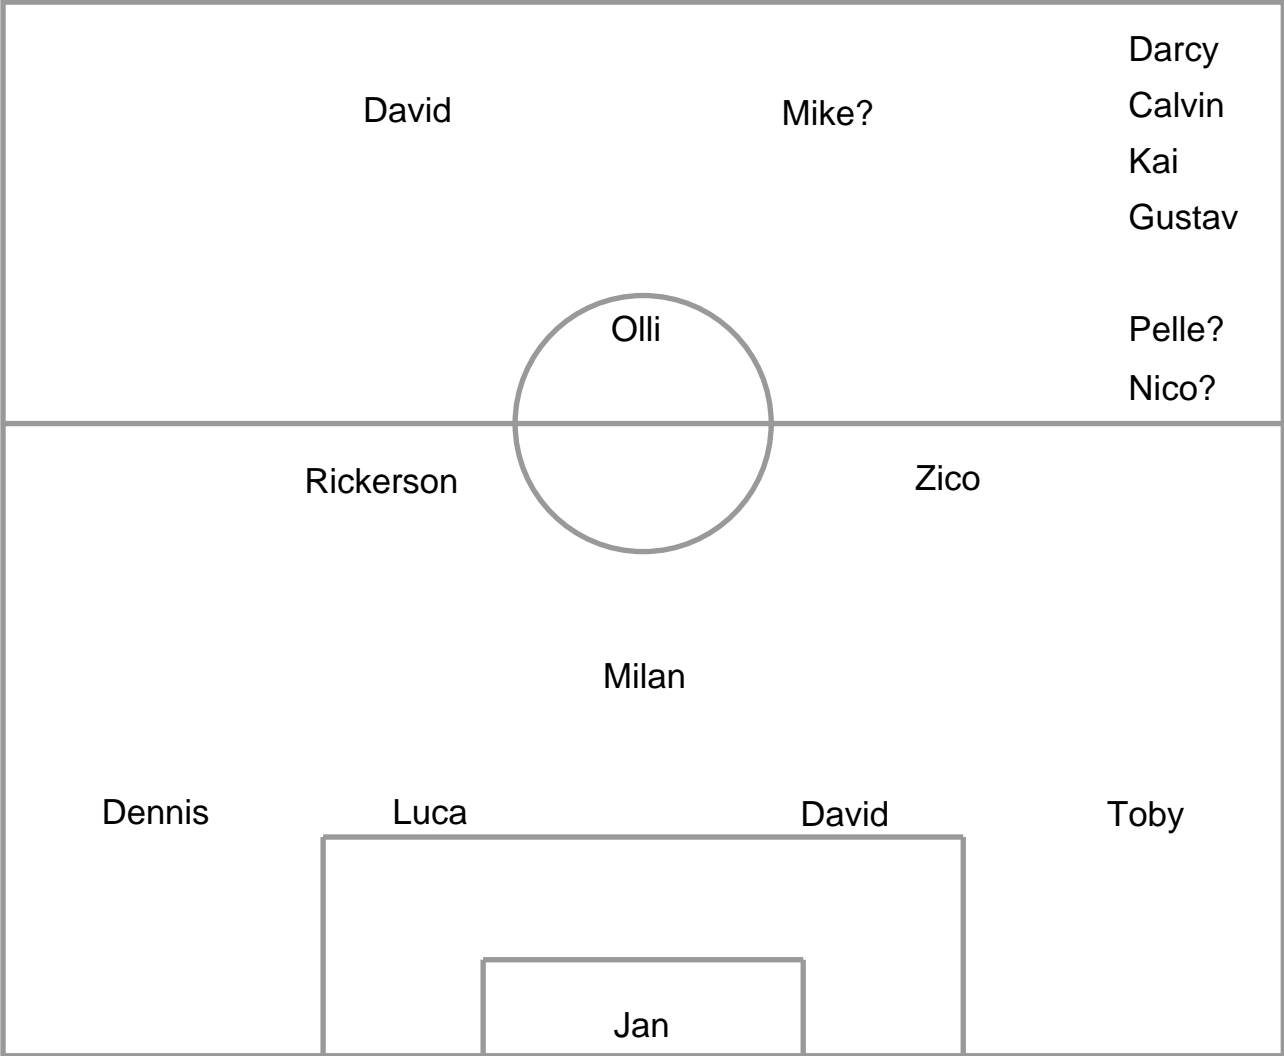 Darcy
David
Mike?
Calvin
Kai
Gustav
Olli
Pelle?
Nico?
Rickerson
Zico
Milan
Dennis
Luca
David
Toby
Jan